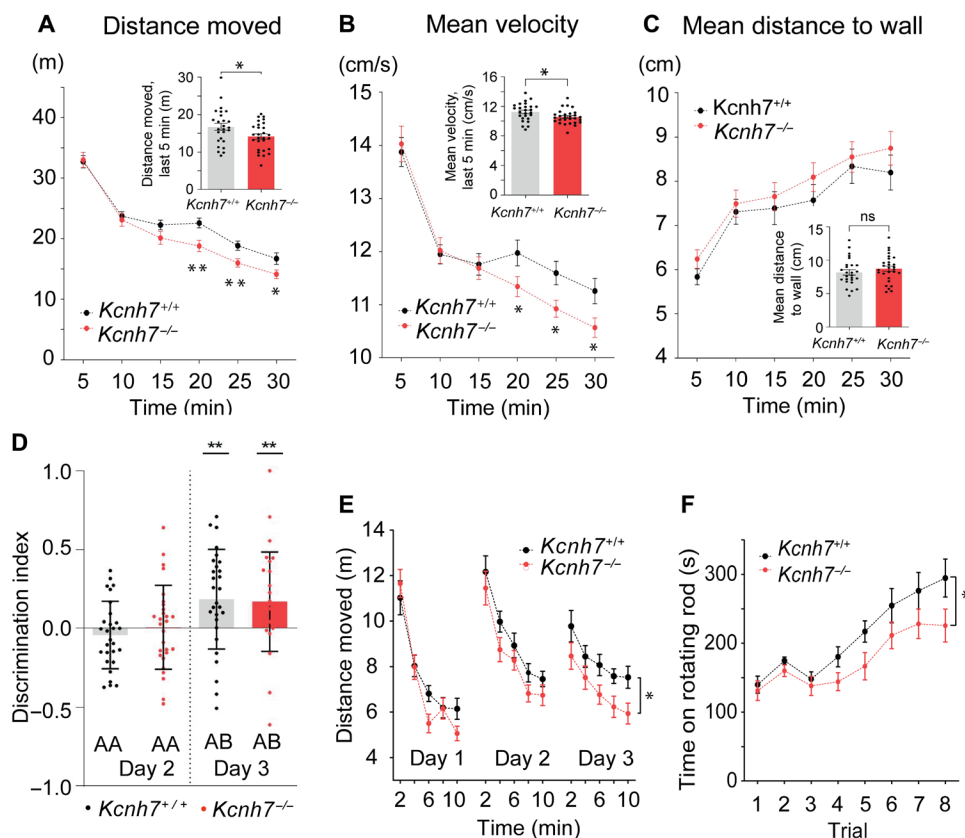 A Distance moved
(m)
50
40
30
20
10
0
5 10 15 20 25 30
Time (min)
** ** *
Kcnh7+/+
Kcnh7−/−
Distance moved,
last 5 min (m)
30
20
10
0
*
Kcnh7+/+ Kcnh7−/−
B Mean velocity
(cm/s)
15
14
13
12
11
10
5 10 15 20 25 30
Time (min)
* * *
Kcnh7+/+
Kcnh7−/−
Mean velocity,
last 5 min (cm/s)
16
12
8
4
0
*
Kcnh7+/+ Kcnh7−/−
C Mean distance to wall
(cm)
9
8
7
6
5
4
5 10 15 20 25 30
Time (min)
Kcnh7+/+
Kcnh7−/−
Mean distance
to wall (cm)
15
10
5
0
ns
Kcnh7+/+ Kcnh7−/−
D
Discrimination index
1.0
0.5
0.0
−0.5
−1.0
** **
AA AA AB AB
Day 2 Day 3
Kcnh7+/+ Kcnh7−/−
E
Distance moved (m)
14
12
10
8
6
4
Kcnh7+/+
Kcnh7−/−
*
Day 1 Day 2 Day 3
2 6 10 2 6 10 2 6 10
Time (min)
F
Time on rotating rod (s)
300
200
100
0
Kcnh7+/+
Kcnh7−/−
*
1 2 3 4 5 6 7 8
Trial